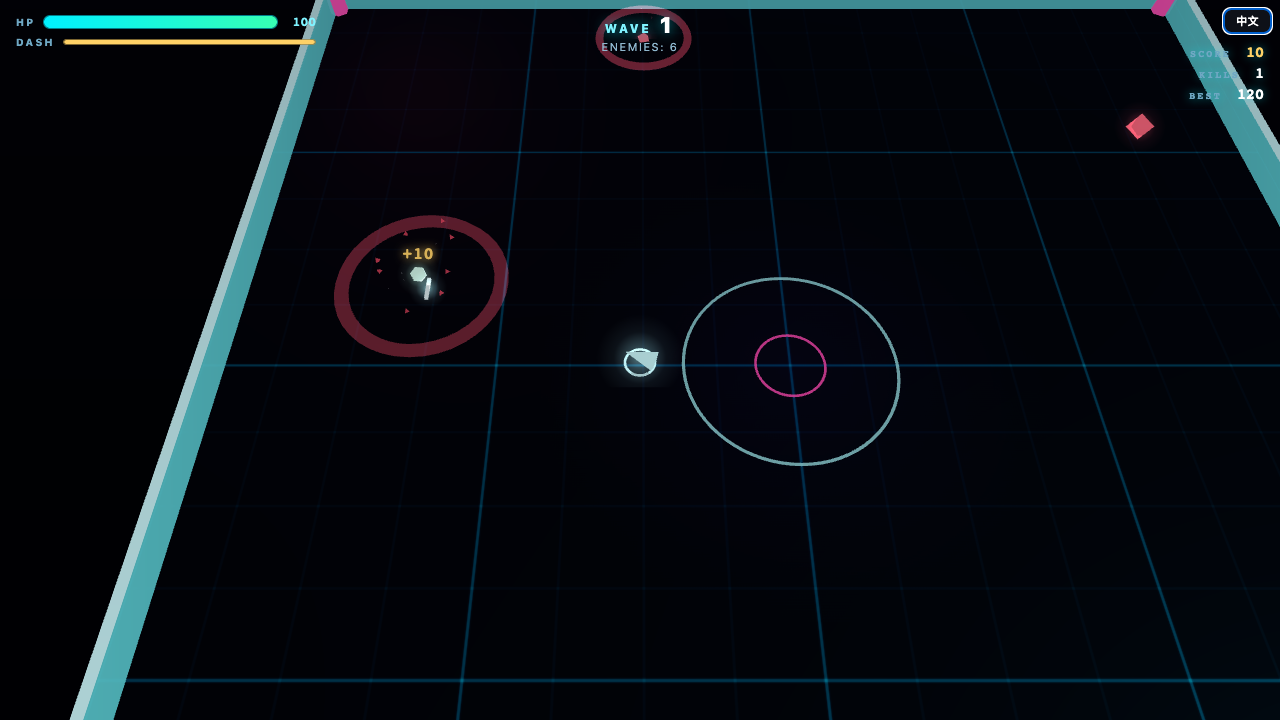 HP 100
DASH
WAVE 1
ENEMIES: 6
中文
SCORE 10
KILLS 1
BEST 120
+10